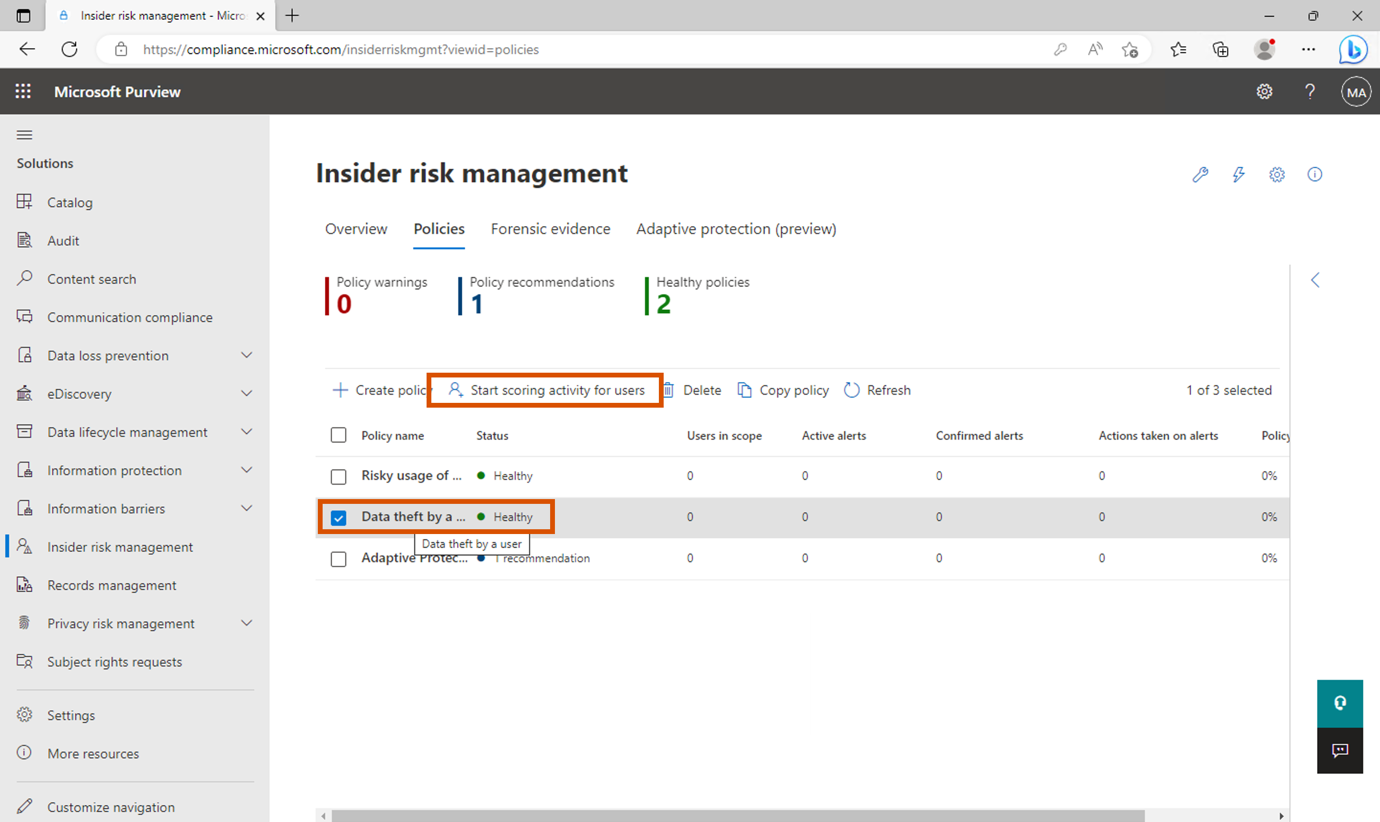 Insider risk management - Micro
https://compliance.microsoft.com/insiderriskmgmt?viewid=policies
Microsoft Purview
?
MA
Solutions
Catalog
Audit
Content search
Communication compliance
Data loss prevention
eDiscovery
Data lifecycle management
Information protection
Information barriers
Insider risk management
Records management
Privacy risk management
Subject rights requests
Settings
More resources
Customize navigation
Insider risk management
Overview Policies Forensic evidence Adaptive protection (preview)
Policy warnings Policy recommendations Healthy policies
0 1 2
Create policy Start scoring activity for users Delete Copy policy Refresh 1 of 3 selected
Policy name Status Users in scope Active alerts Confirmed alerts Actions taken on alerts Policy
Risky usage of ... Healthy 0 0 0 0 0%
Data theft by a ... Healthy 0 0 0 0 0%
Data theft by a user
Adaptive Protec... 1 recommendation 0 0 0 0 0%